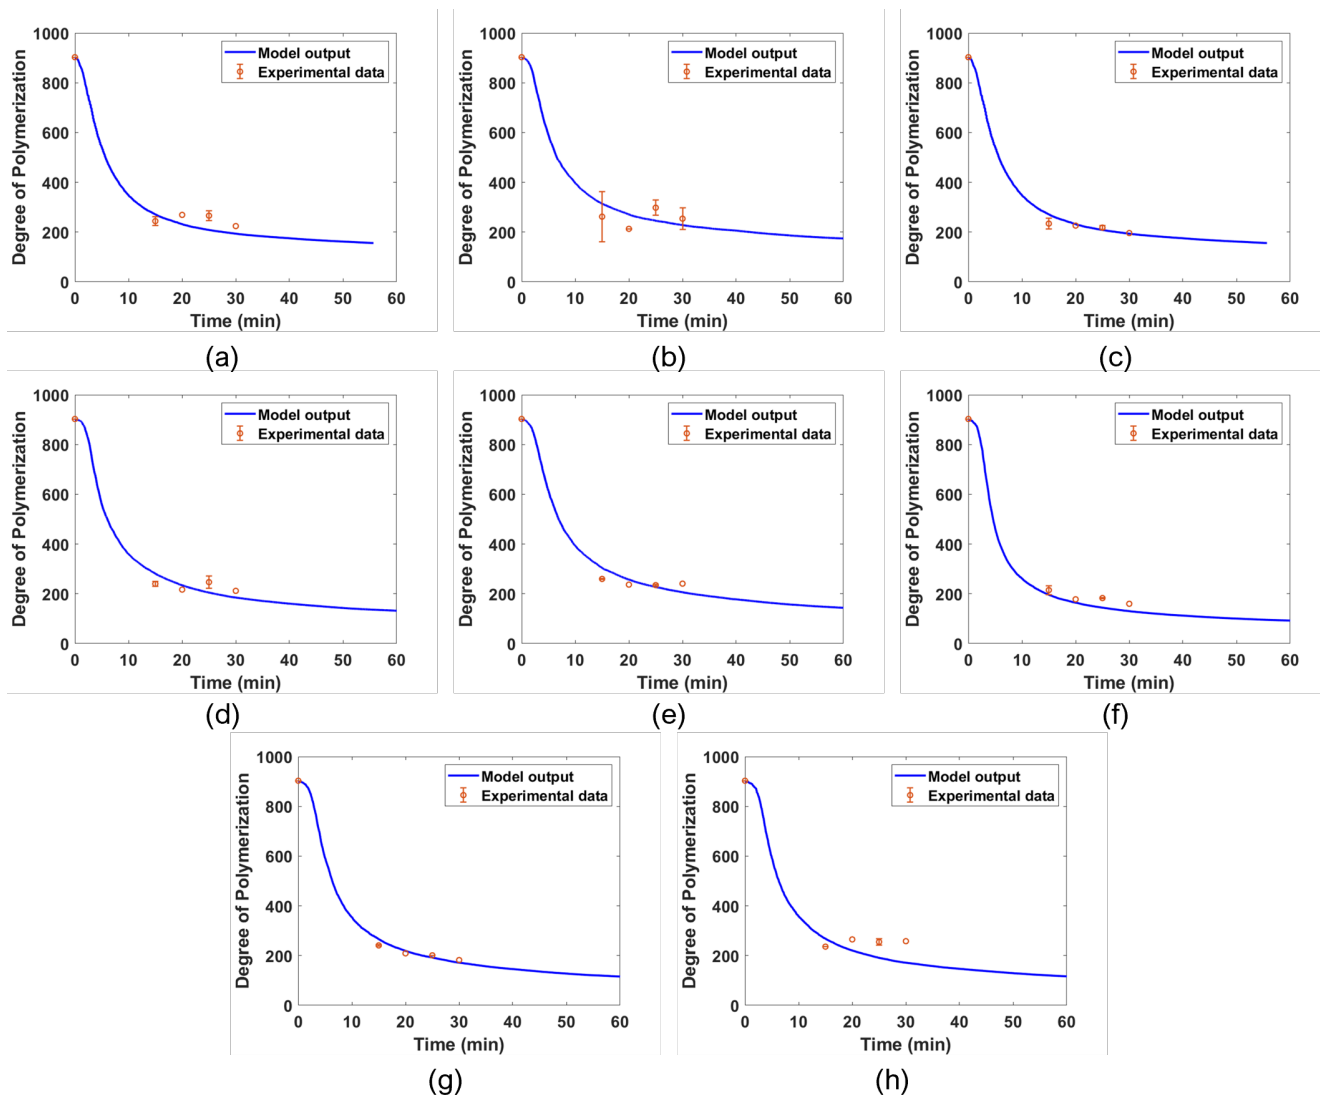 1000
800
600
400
200
0
Degree of Polymerization
Model output
Experimental data
0 10 20 30 40 50 60
Time (min)
(a)
1000
800
600
400
200
0
Degree of Polymerization
Model output
Experimental data
0 10 20 30 40 50 60
Time (min)
(b)
1000
800
600
400
200
0
Degree of Polymerization
Model output
Experimental data
0 10 20 30 40 50 60
Time (min)
(c)
1000
800
600
400
200
0
Degree of Polymerization
Model output
Experimental data
0 10 20 30 40 50 60
Time (min)
(d)
1000
800
600
400
200
0
Degree of Polymerization
Model output
Experimental data
0 10 20 30 40 50 60
Time (min)
(e)
1000
800
600
400
200
0
Degree of Polymerization
Model output
Experimental data
0 10 20 30 40 50 60
Time (min)
(f)
1000
800
600
400
200
0
Degree of Polymerization
Model output
Experimental data
0 10 20 30 40 50 60
Time (min)
(g)
1000
800
600
400
200
0
Degree of Polymerization
Model output
Experimental data
0 10 20 30 40 50 60
Time (min)
(h)